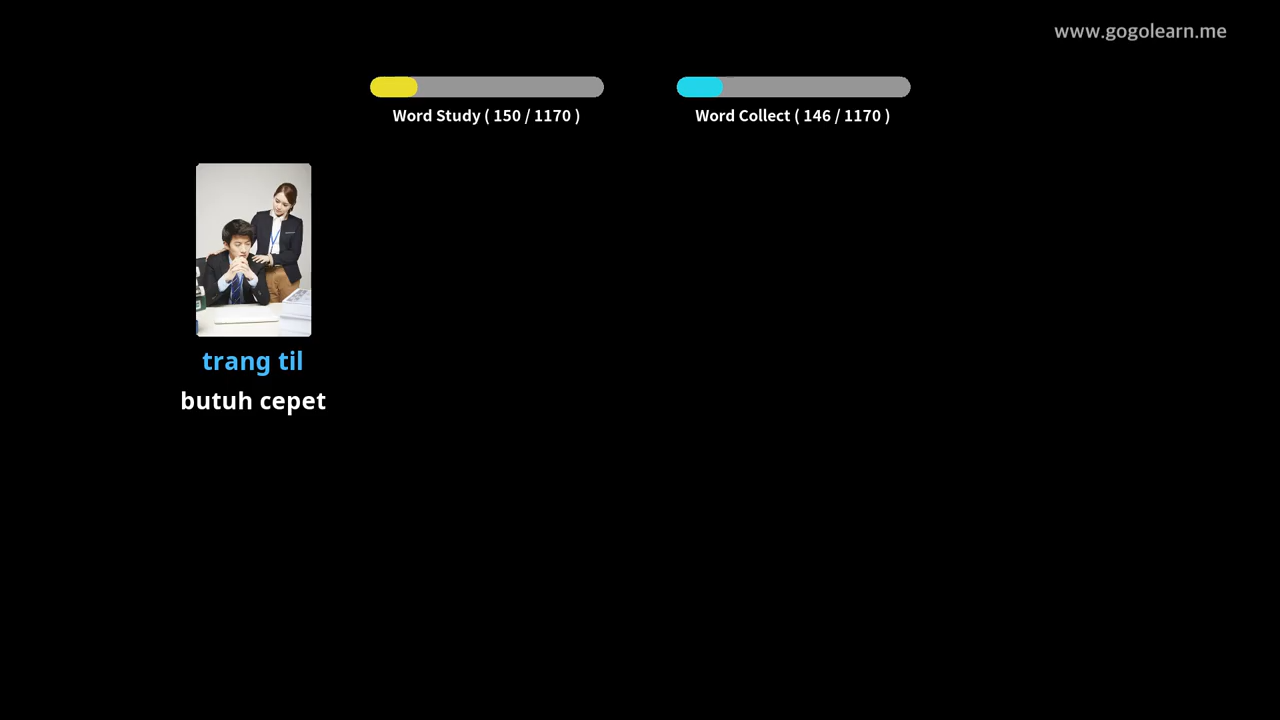 www.gogolearn.me
Word Study ( 150 / 1170 )
Word Collect ( 146 / 1170 )
trang til
butuh cepet